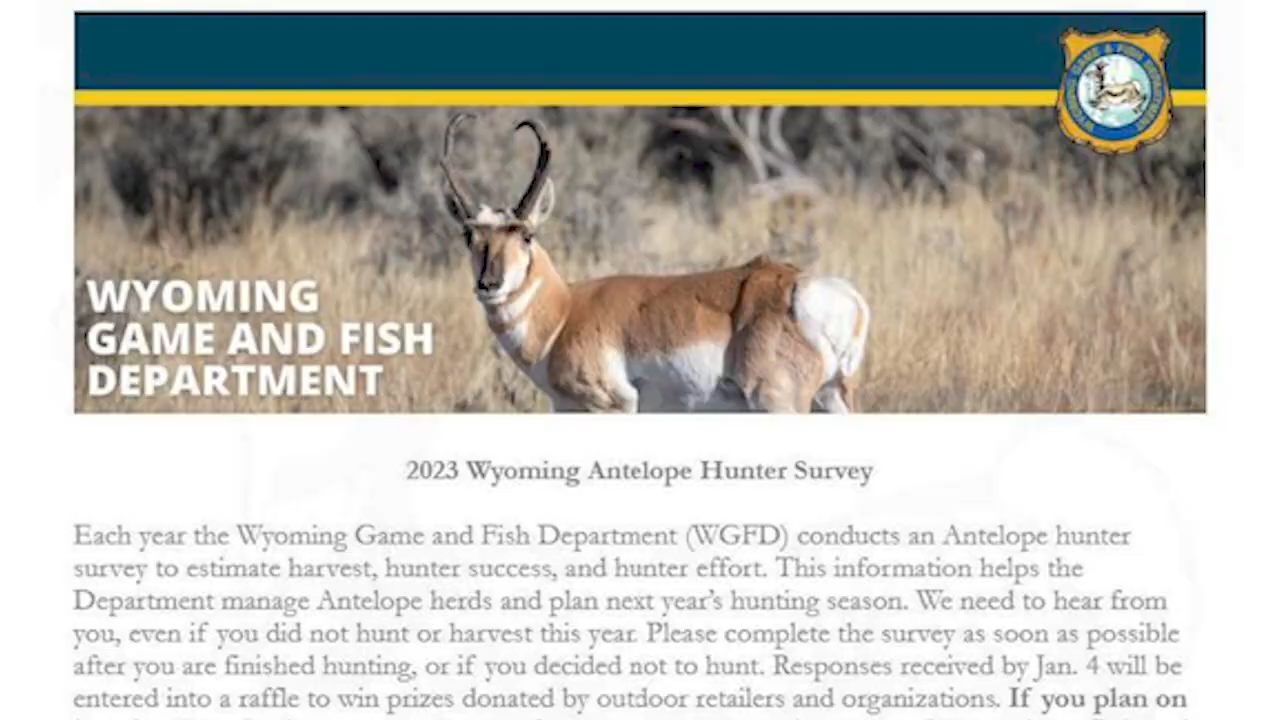 WYOMING
GAME AND FISH
DEPARTMENT
2023 Wyoming Antelope Hunter Survey
Each year the Wyoming Game and Fish Department (WGFD) conducts an Antelope hunter
survey to estimate harvest, hunter success, and hunter effort. This information helps the
Department manage Antelope herds and plan next year’s hunting season. We need to hear from
you, even if you did not hunt or harvest this year. Please complete the survey as soon as possible
after you are finished hunting, or if you decided not to hunt. Responses received by Jan. 4 will be
entered into a raffle to win prizes donated by outdoor retailers and organizations. If you plan on